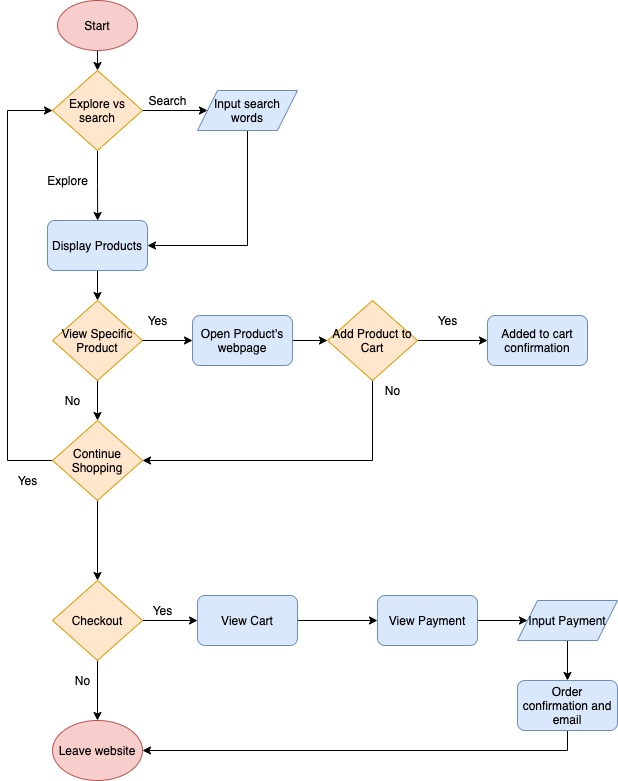 Start
Explore vs
search
Search
Input search
words
Explore
Display Products
View Specific
Product
Yes
Open Product's
webpage
Add Product to
Cart
Yes
Added to cart
confirmation
No
No
Continue
Shopping
Yes
Checkout
Yes
View Cart
View Payment
Input Payment
No
Order
confirmation and
email
Leave website